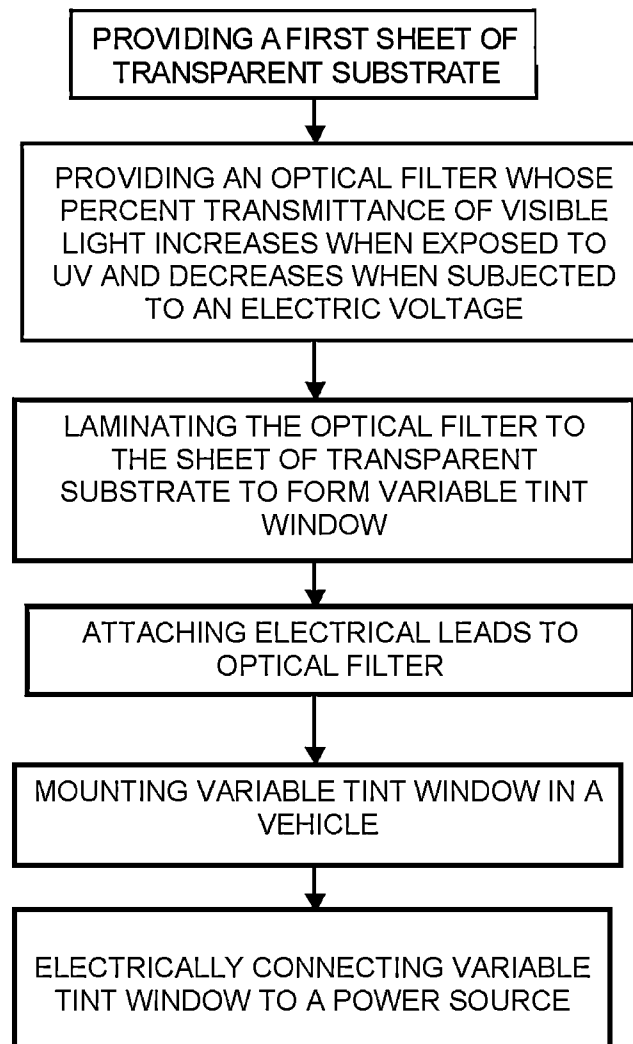 PROVIDING A FIRST SHEET OF
TRANSPARENT SUBSTRATE
PROVIDING AN OPTICAL FILTER WHOSE
PERCENT TRANSMITTANCE OF VISIBLE
LIGHT INCREASES WHEN EXPOSED TO
UV AND DECREASES WHEN SUBJECTED
TO AN ELECTRIC VOLTAGE
LAMINATING THE OPTICAL FILTER TO
THE SHEET OF TRANSPARENT
SUBSTRATE TO FORM VARIABLE TINT
WINDOW
ATTACHING ELECTRICAL LEADS TO
OPTICAL FILTER
MOUNTING VARIABLE TINT WINDOW IN A
VEHICLE
ELECTRICALLY CONNECTING VARIABLE
TINT WINDOW TO A POWER SOURCE